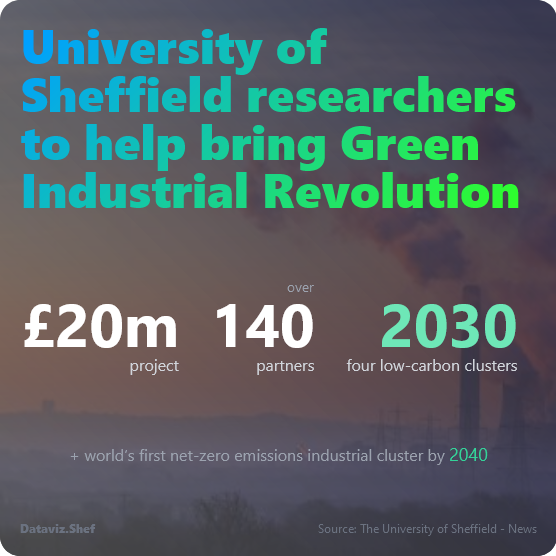 University of
Sheffield researchers
to help bring Green
Industrial Revolution
over
£20m 140 2030
project partners four low-carbon clusters
+ world's first net-zero emissions industrial cluster by 2040
Dataviz.Shef Source: The University of Sheffield - News